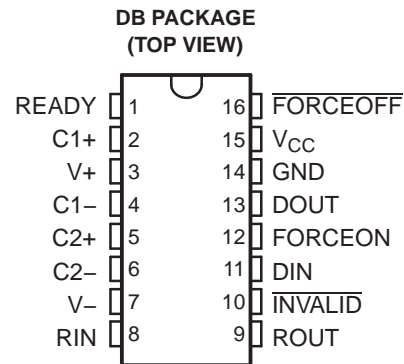 DB PACKAGE
(TOP VIEW)
READY 1 16 FORCEOFF
C1+ 2 15 VCC
V+ 3 14 GND
C1− 4 13 DOUT
C2+ 5 12 FORCEON
C2− 6 11 DIN
V− 7 10 INVALID
RIN 8 9 ROUT